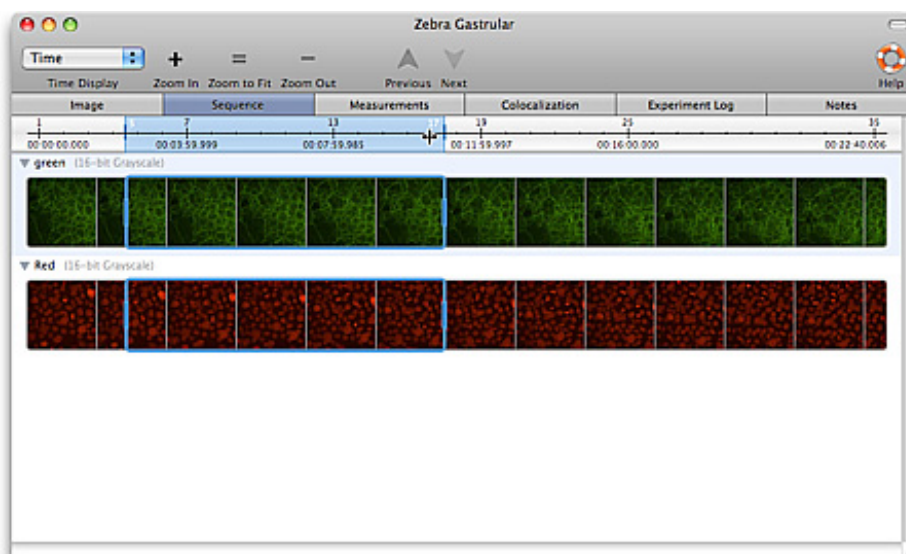 Zebra Gastrular
Time
Time Display Zoom In Zoom to Fit Zoom Out Previous Next Help
Image Sequence Measurements Colocalization Experiment Log Notes
1 5 7 13 17 19 25 35
00:00:00.000 00:03:59.999 00:07:59.985 00:11:59.997 00:16:00.000 00:22:40.006
green (16-bit Grayscale)
Red (16-bit Grayscale)